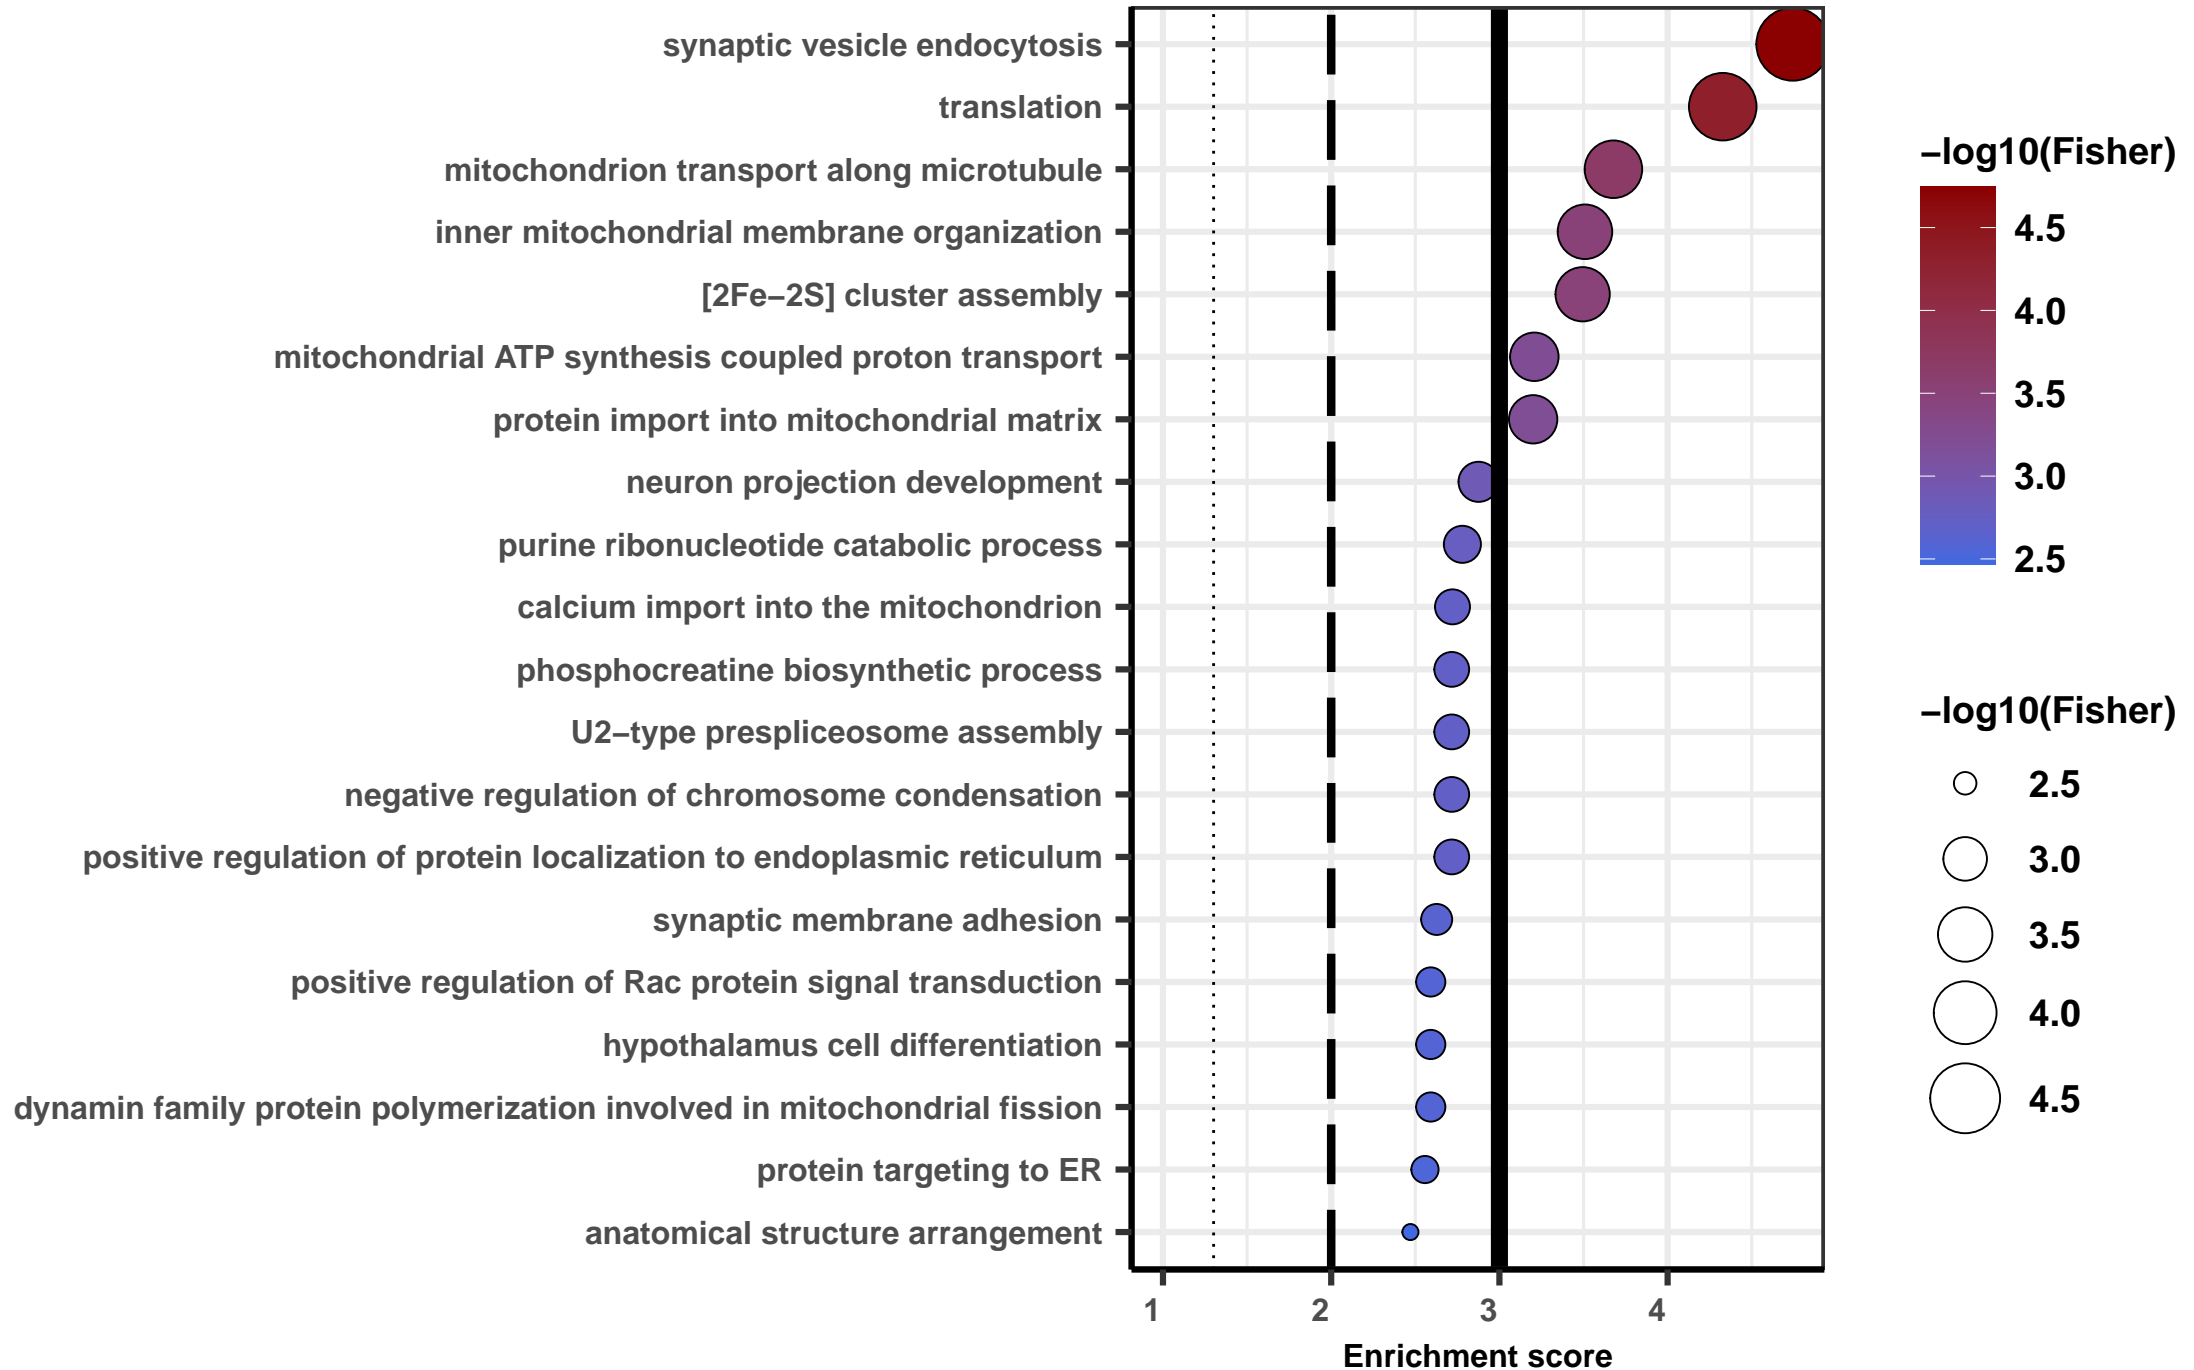 synaptic vesicle endocytosis
translation
mitochondrion transport along microtubule
inner mitochondrial membrane organization
[2Fe−2S] cluster assembly
mitochondrial ATP synthesis coupled proton transport
protein import into mitochondrial matrix
neuron projection development
purine ribonucleotide catabolic process
calcium import into the mitochondrion
phosphocreatine biosynthetic process
U2−type prespliceosome assembly
negative regulation of chromosome condensation
positive regulation of protein localization to endoplasmic reticulum
synaptic membrane adhesion
positive regulation of Rac protein signal transduction
hypothalamus cell differentiation
dynamin family protein polymerization involved in mitochondrial fission
protein targeting to ER
anatomical structure arrangement
1 2 3 4
Enrichment score
−log10(Fisher)
4.5
4.0
3.5
3.0
2.5
−log10(Fisher)
2.5
3.0
3.5
4.0
4.5